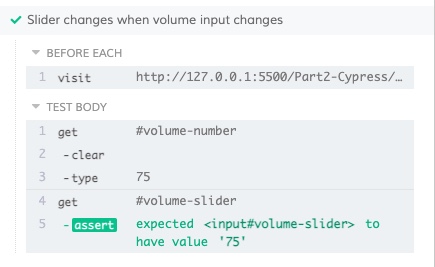 Slider changes when volume input changes
BEFORE EACH
1 visit http://127.0.0.1:5500/Part2-Cypress/…
TEST BODY
1 get #volume-number
2 -clear
3 -type 75
4 get #volume-slider
5 -assert expected <input#volume-slider> to
have value '75'